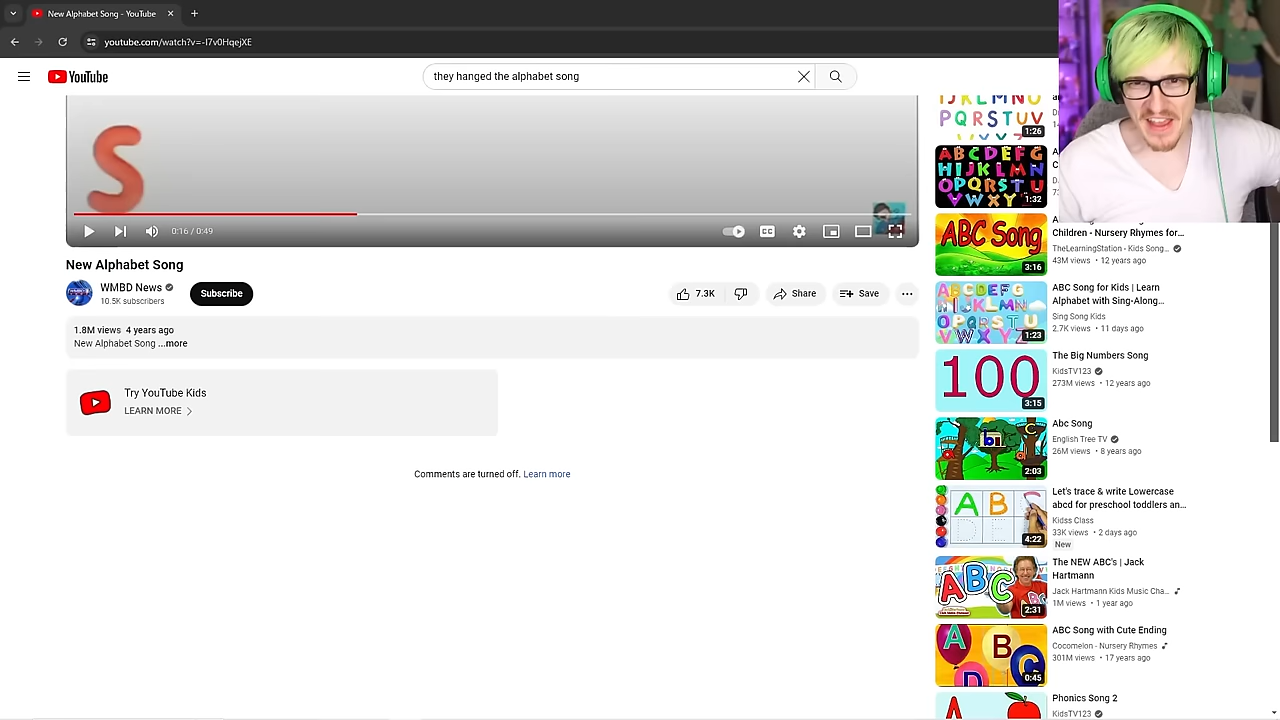 New Alphabet Song - YouTube
youtube.com/watch?v=-I7v0HqejXE
YouTube
they hanged the alphabet song
S
0:16 / 0:49
New Alphabet Song
WMBD News
10.5K subscribers
Subscribe
7.3K
Share
Save
1.8M views 4 years ago
New Alphabet Song ...more
Try YouTube Kids
LEARN MORE
Comments are turned off. Learn more
I J K L M N O
P Q R S T U V
1:26
A B C D E F G
H I J K L M N
O P Q R S T U
V W X Y Z
1:32
ABC Song
3:16
Children - Nursery Rhymes for...
TheLearningStation - Kids Song...
43M views • 12 years ago
A B C D E F G
H I J K L M N
O P Q R S T U
V W X Y Z
1:23
ABC Song for Kids | Learn
Alphabet with Sing-Along...
Sing Song Kids
2.7K views • 11 days ago
100
3:15
The Big Numbers Song
KidsTV123
273M views • 12 years ago
2:03
Abc Song
English Tree TV
26M views • 8 years ago
A B C
D E
4:22
Let's trace & write Lowercase
abcd for preschool toddlers an...
Kidss Class
33K views • 2 days ago
New
ABC
2:31
The NEW ABC's | Jack
Hartmann
Jack Hartmann Kids Music Cha...
1M views • 1 year ago
A B C D
0:45
ABC Song with Cute Ending
Cocomelon - Nursery Rhymes
301M views • 17 years ago
Phonics Song 2
KidsTV123